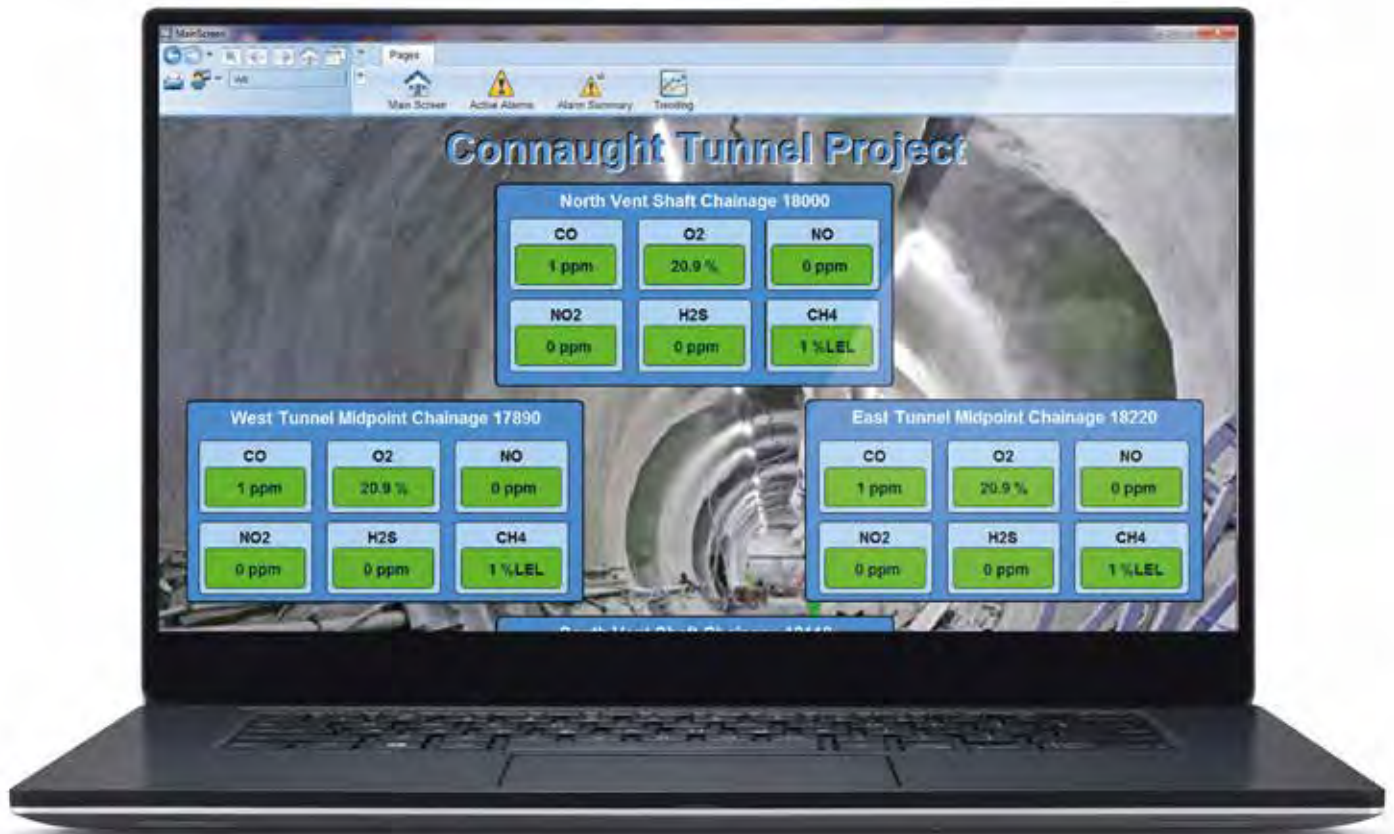 MainScreen
Pages
Main Screen Active Alarms Alarm Summary Trending
Connaught Tunnel Project
North Vent Shaft Chainage 18000
CO O2 NO
1 ppm 20.9 % 0 ppm
NO2 H2S CH4
0 ppm 0 ppm 1 %LEL
West Tunnel Midpoint Chainage 17890
CO O2 NO
1 ppm 20.9 % 0 ppm
NO2 H2S CH4
0 ppm 0 ppm 1 %LEL
East Tunnel Midpoint Chainage 18220
CO O2 NO
1 ppm 20.9 % 0 ppm
NO2 H2S CH4
0 ppm 0 ppm 1 %LEL
South Vent Shaft Chainage